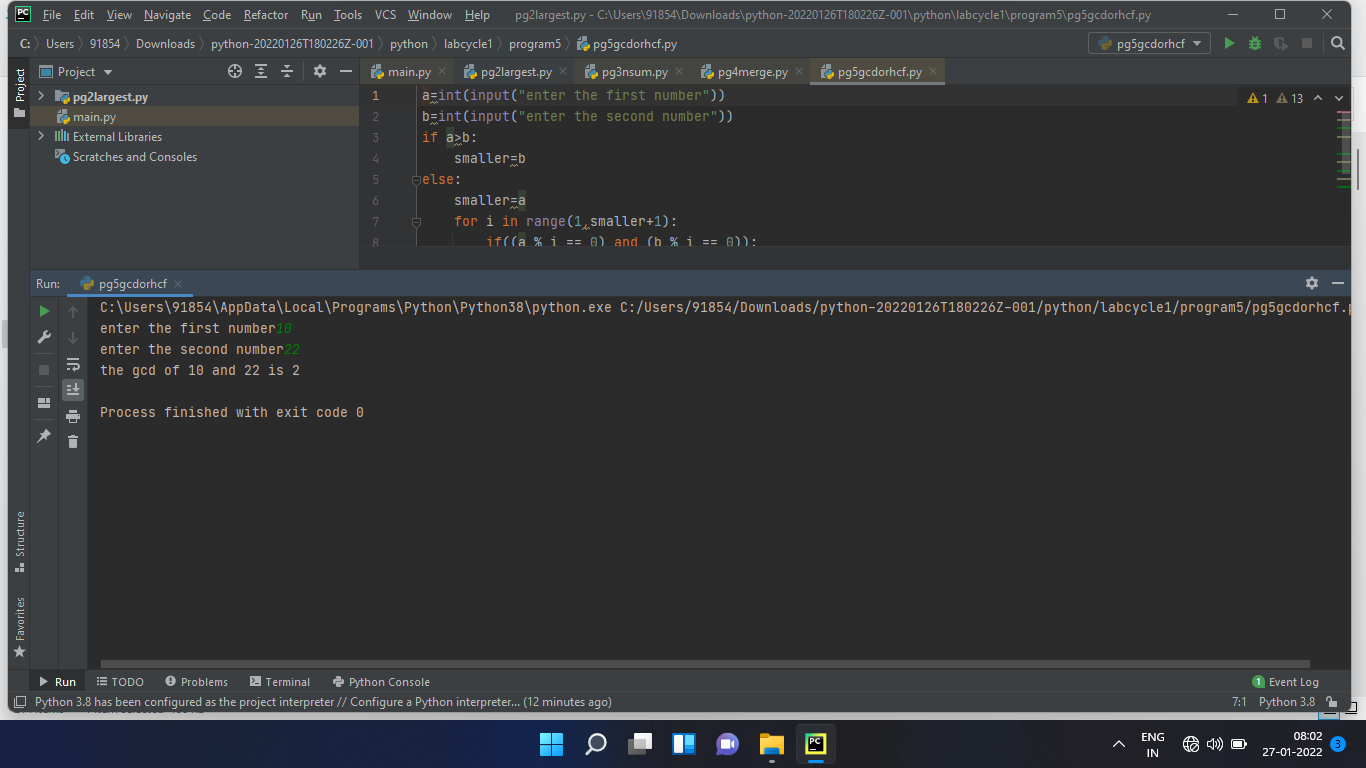 File Edit View Navigate Code Refactor Run Tools VCS Window Help pg2largest.py - C:\Users\91854\Downloads\python-20220126T180226Z-001\python\labcycle1\program5\pg5gcdorhcf.py
C: Users 91854 Downloads python-20220126T180226Z-001 python labcycle1 program5 pg5gcdorhcf.py pg5gcdorhcf
Project
Project
main.py pg2largest.py pg3nsum.py pg4merge.py pg5gcdorhcf.py
pg2largest.py
main.py
External Libraries
Scratches and Consoles
1 a=int(input("enter the first number"))
2 b=int(input("enter the second number"))
3 if a>b:
4 smaller=b
5 else:
6 smaller=a
7 for i in range(1,smaller+1):
8 if((a % i == 0) and (b % i == 0)):
1 13
Run: pg5gcdorhcf
C:\Users\91854\AppData\Local\Programs\Python\Python38\python.exe C:/Users/91854/Downloads/python-20220126T180226Z-001/python/labcycle1/program5/pg5gcdorhcf.p
enter the first number10
enter the second number22
the gcd of 10 and 22 is 2
Process finished with exit code 0
Structure
Favorites
Run TODO Problems Terminal Python Console 1 Event Log
Python 3.8 has been configured as the project interpreter // Configure a Python interpreter... (12 minutes ago) 7:1 Python 3.8
PC
ENG
IN
08:02
27-01-2022
3